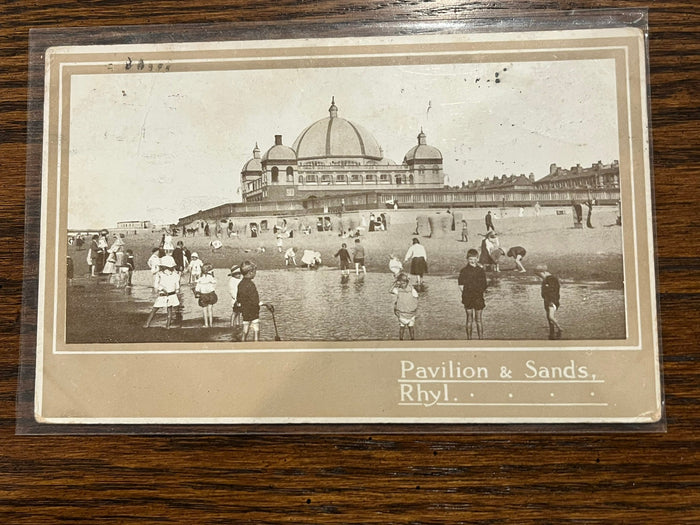 Pavilion & Sands,
Rhyl. . . . . .